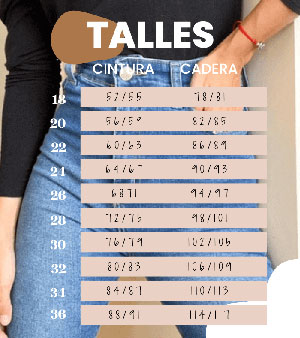 TALLES
CINTURA CADERA
18 52/55 78/81
20 56/59 82/85
22 60/63 86/89
24 64/67 90/93
26 6871 94/97
28 72/75 98/101
30 76/79 102/105
32 80/83 106/109
34 84/87 110/113
36 88/91 114/117